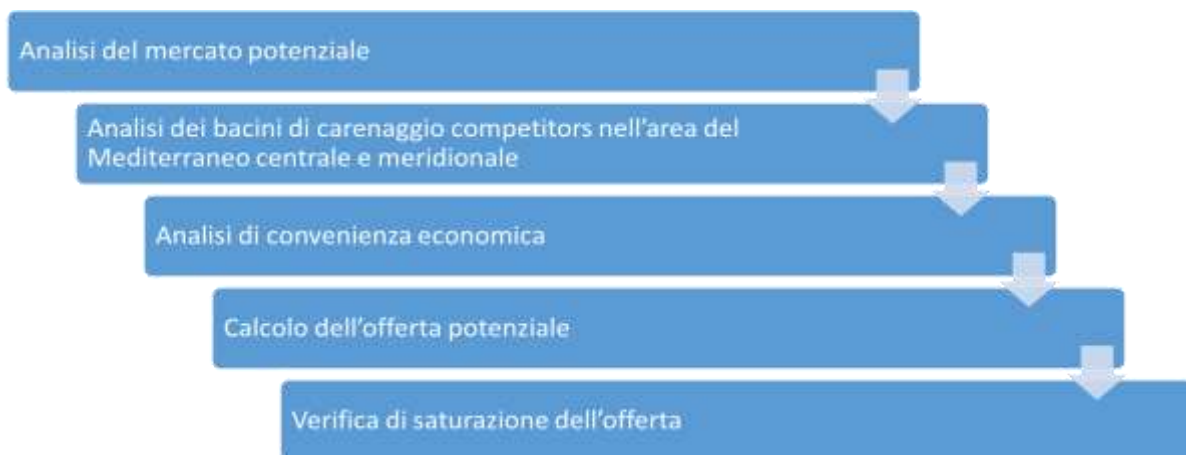 Analisi del mercato potenziale
Analisi dei bacini di carenaggio competitors nell'area del
Mediterraneo centrale e meridionale
Analisi di convenienza economica
Calcolo dell'offerta potenziale
Verifica di saturazione dell'offerta